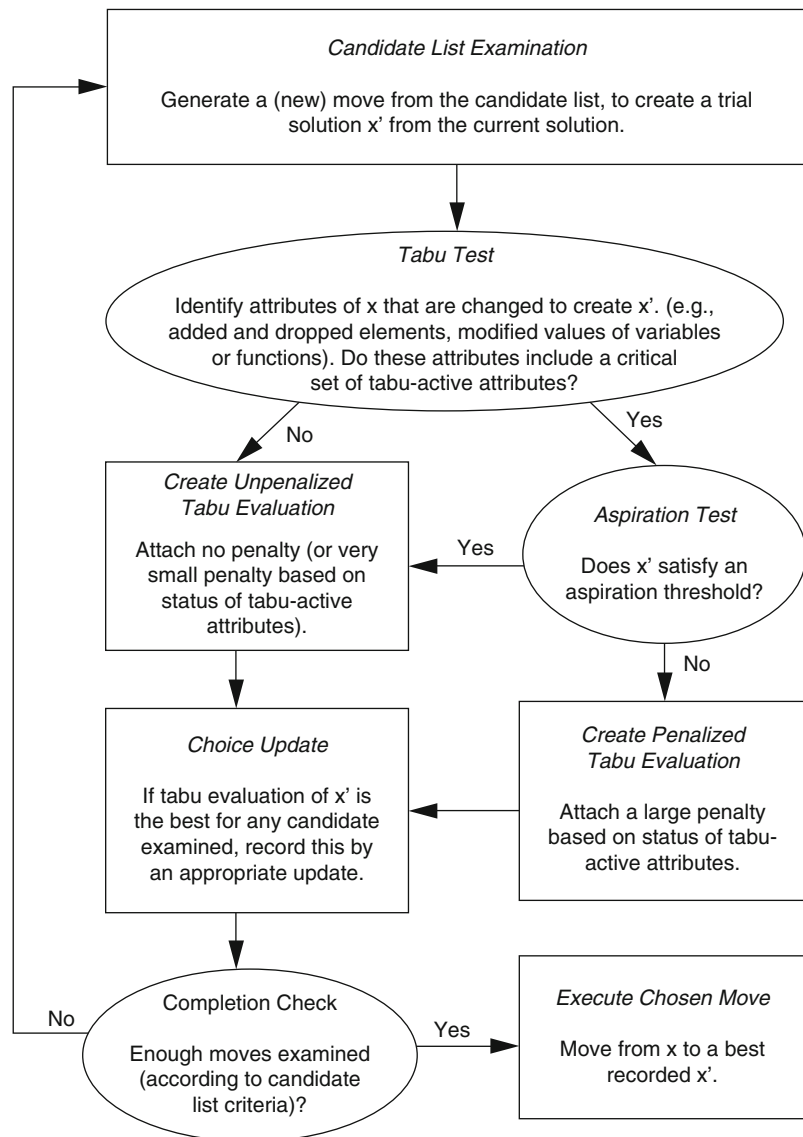 Candidate List Examination
Generate a (new) move from the candidate list, to create a trial
solution x’ from the current solution.
Tabu Test
Identify attributes of x that are changed to create x’. (e.g.,
added and dropped elements, modified values of variables
or functions). Do these attributes include a critical
set of tabu-active attributes?
No
Yes
Create Unpenalized
Tabu Evaluation
Attach no penalty (or very
small penalty based on
status of tabu-active
attributes).
Yes
Aspiration Test
Does x’ satisfy an
aspiration threshold?
No
Choice Update
If tabu evaluation of x’ is
the best for any candidate
examined, record this by
an appropriate update.
Create Penalized
Tabu Evaluation
Attach a large penalty
based on status of tabu-
active attributes.
No
Completion Check
Enough moves examined
(according to candidate
list criteria)?
Yes
Execute Chosen Move
Move from x to a best
recorded x’.